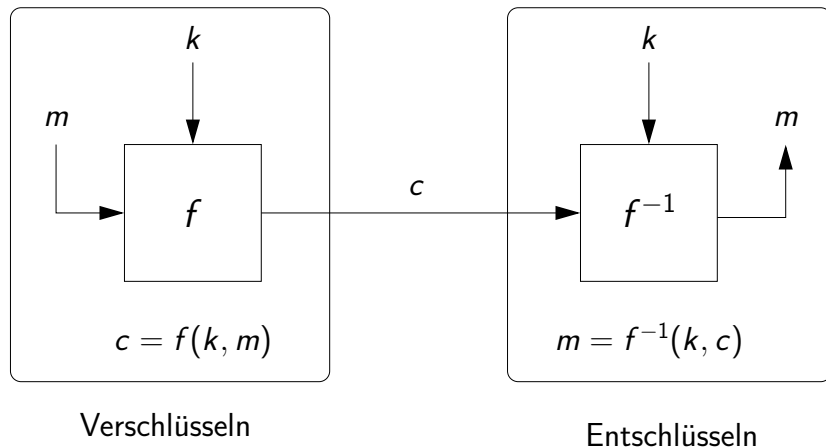 k
m
f
c = f(k, m)
Verschlüsseln
c
k
m
f⁻¹
m = f⁻¹(k, c)
Entschlüsseln